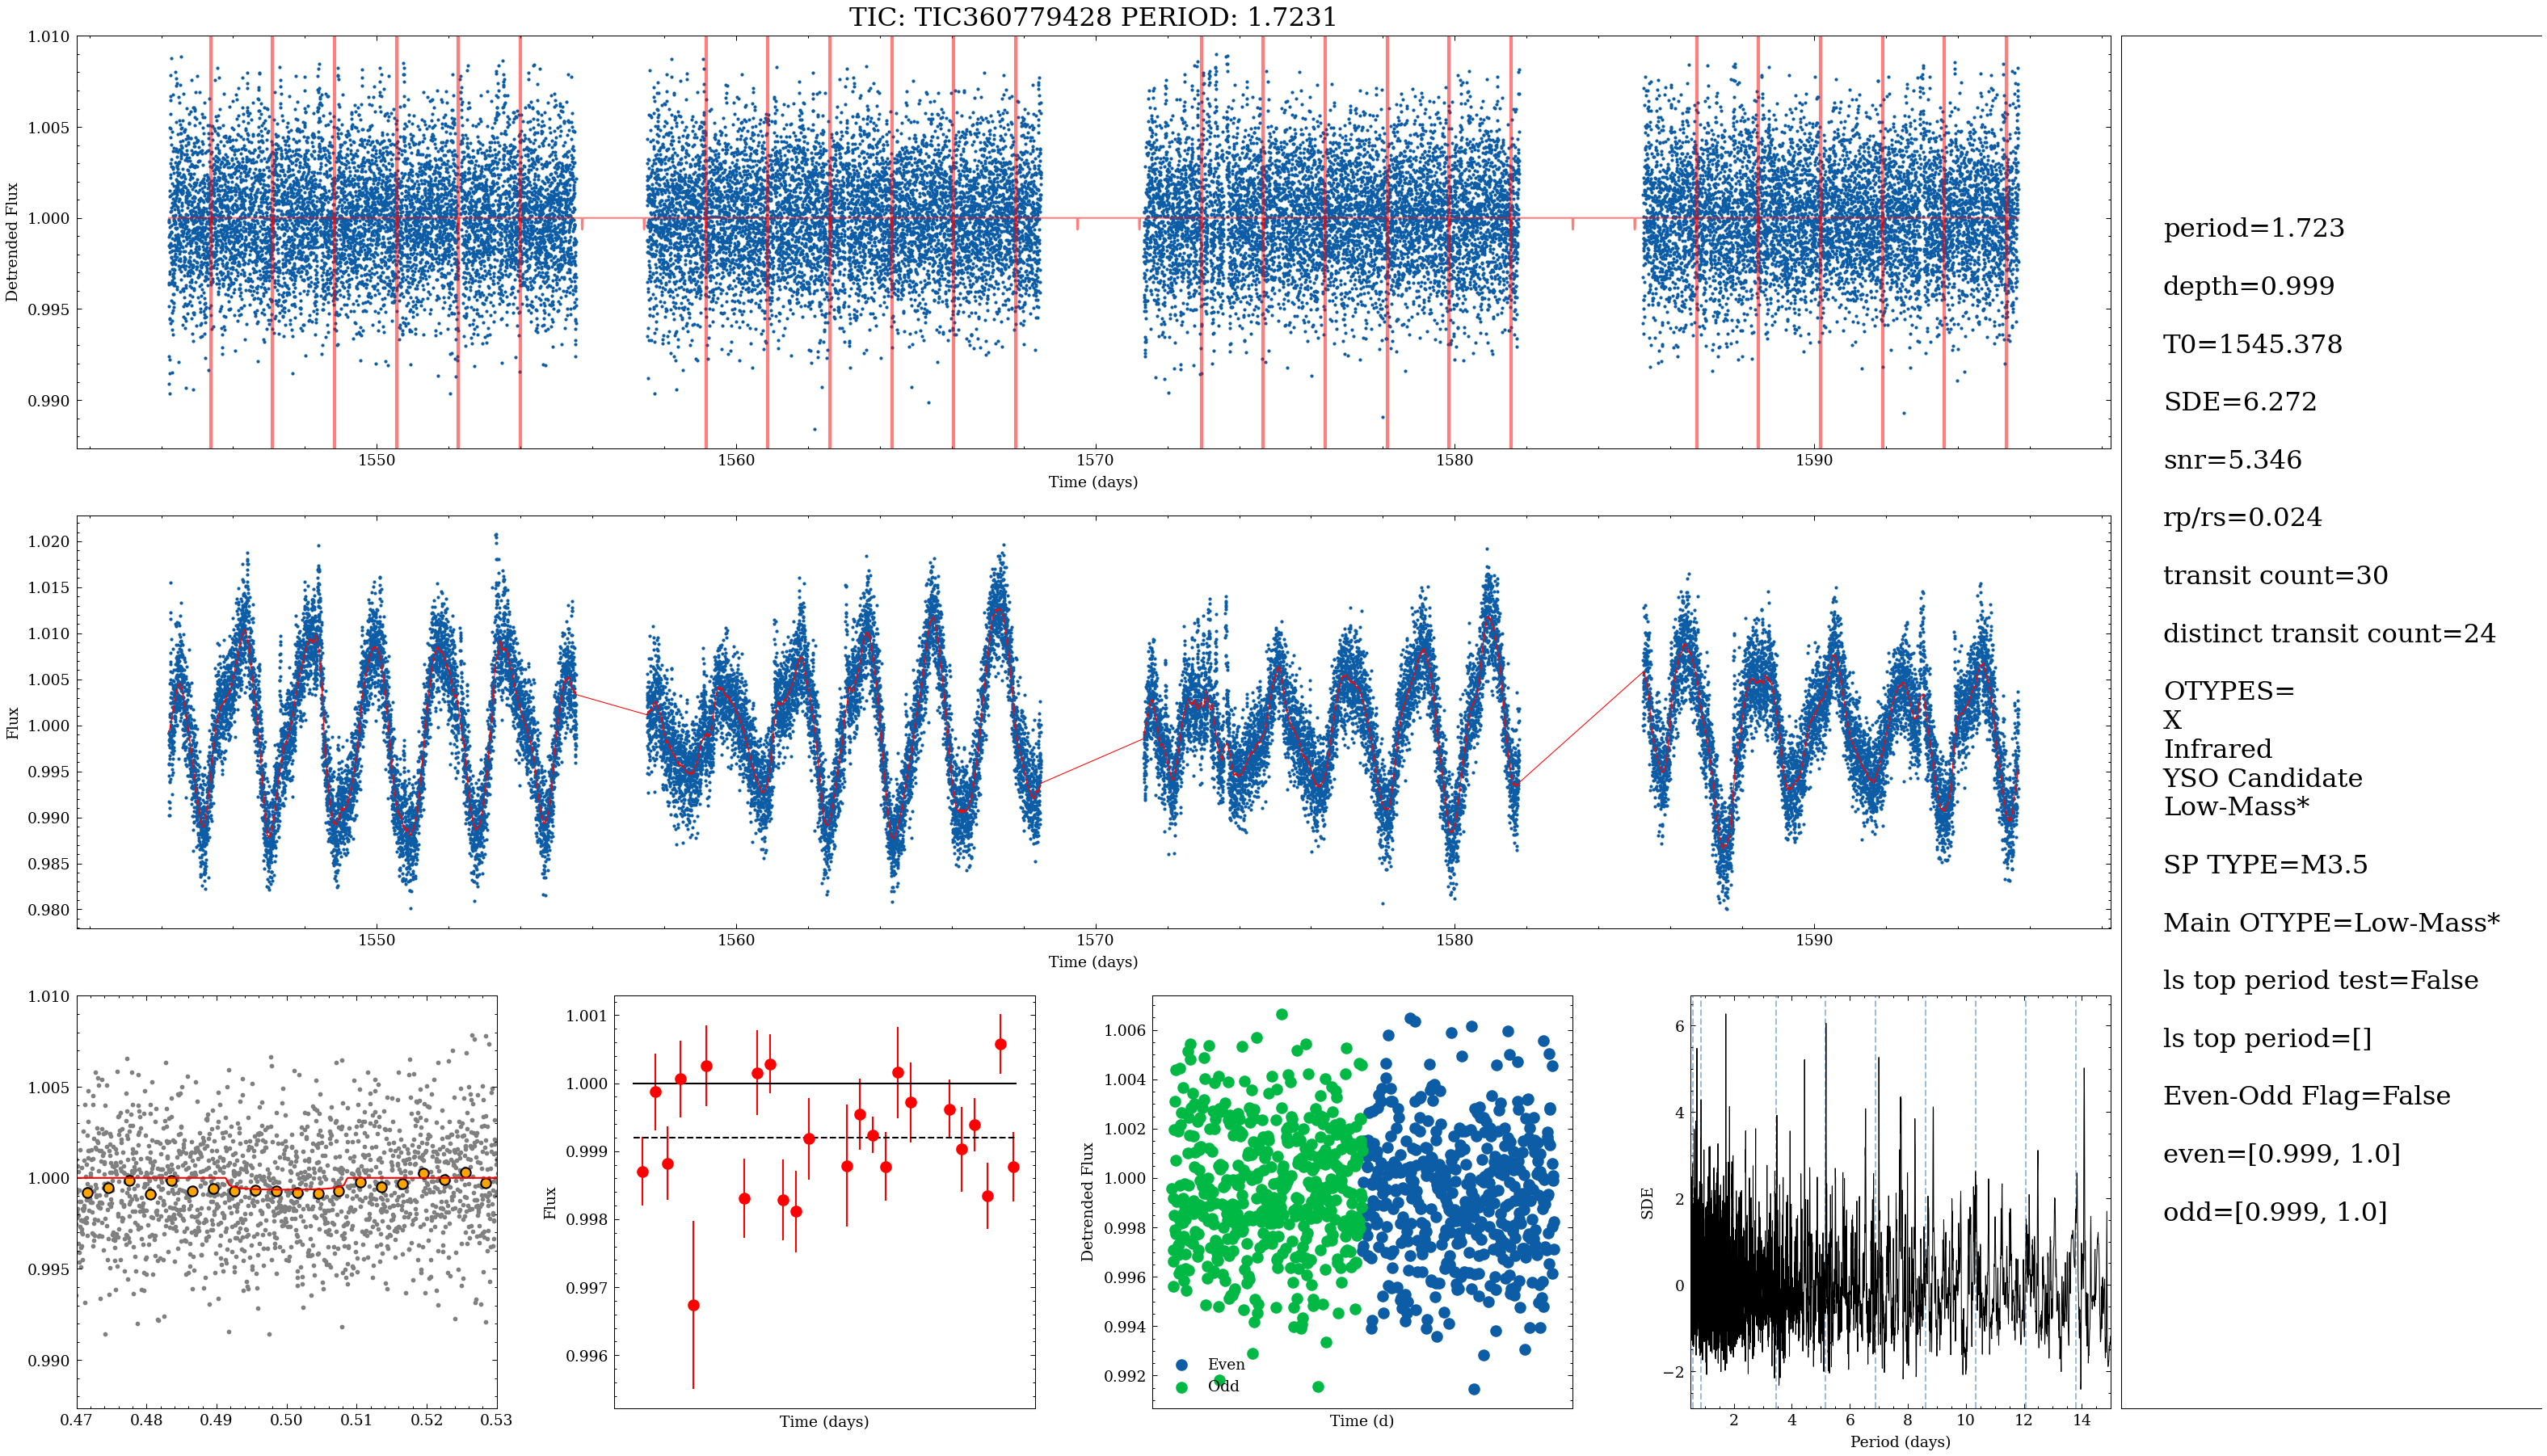 TIC: TIC360779428 PERIOD: 1.7231
1.010
1.005
1.000
0.995
0.990
Detrended Flux
1550
1560
1570
1580
1590
Time (days)
1.020
1.015
1.010
1.005
1.000
0.995
0.990
0.985
0.980
Flux
1550
1560
1570
1580
1590
Time (days)
1.010
1.005
1.000
0.995
0.990
0.47
0.48
0.49
0.50
0.51
0.52
0.53
1.001
1.000
0.999
0.998
0.997
0.996
Flux
Time (days)
1.006
1.004
1.002
1.000
0.998
0.996
0.994
0.992
Detrended Flux
Even
Odd
Time (d)
6
4
2
0
−2
SDE
2
4
6
8
10
12
14
Period (days)
period=1.723
depth=0.999
T0=1545.378
SDE=6.272
snr=5.346
rp/rs=0.024
transit count=30
distinct transit count=24
OTYPES=
X
Infrared
YSO Candidate
Low-Mass*
SP TYPE=M3.5
Main OTYPE=Low-Mass*
ls top period test=False
ls top period=[]
Even-Odd Flag=False
even=[0.999, 1.0]
odd=[0.999, 1.0]